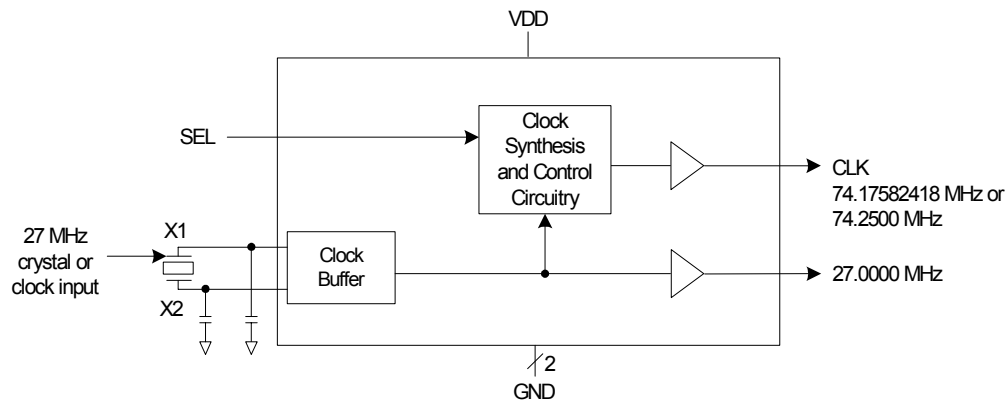 VDD
SEL
Clock
Synthesis
and Control
Circuitry
CLK
74.17582418 MHz or
74.2500 MHz
27 MHz
crystal or
clock input
X1
X2
Clock
Buffer
27.0000 MHz
2
GND